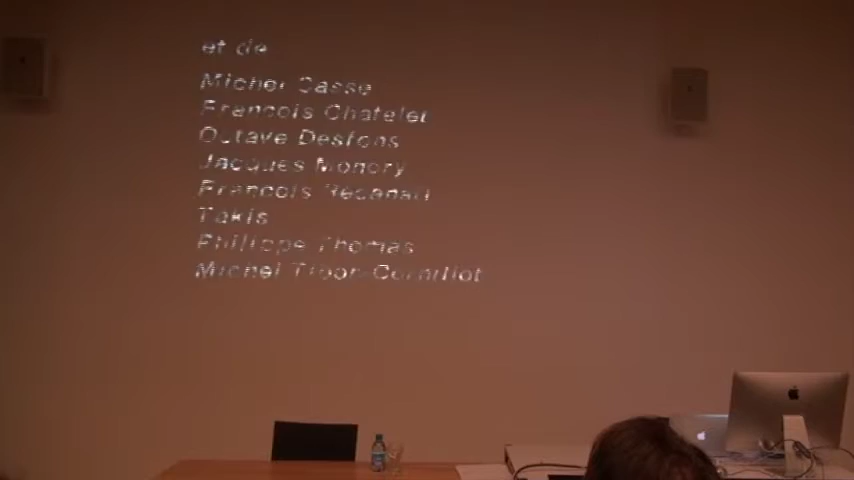 et de
Michel Casse
Francois Chatelet
Octave Desfons
Jacques Monory
Francois Recanati
Takis
Philippe Thomas
Michel Tibon-Cornillot